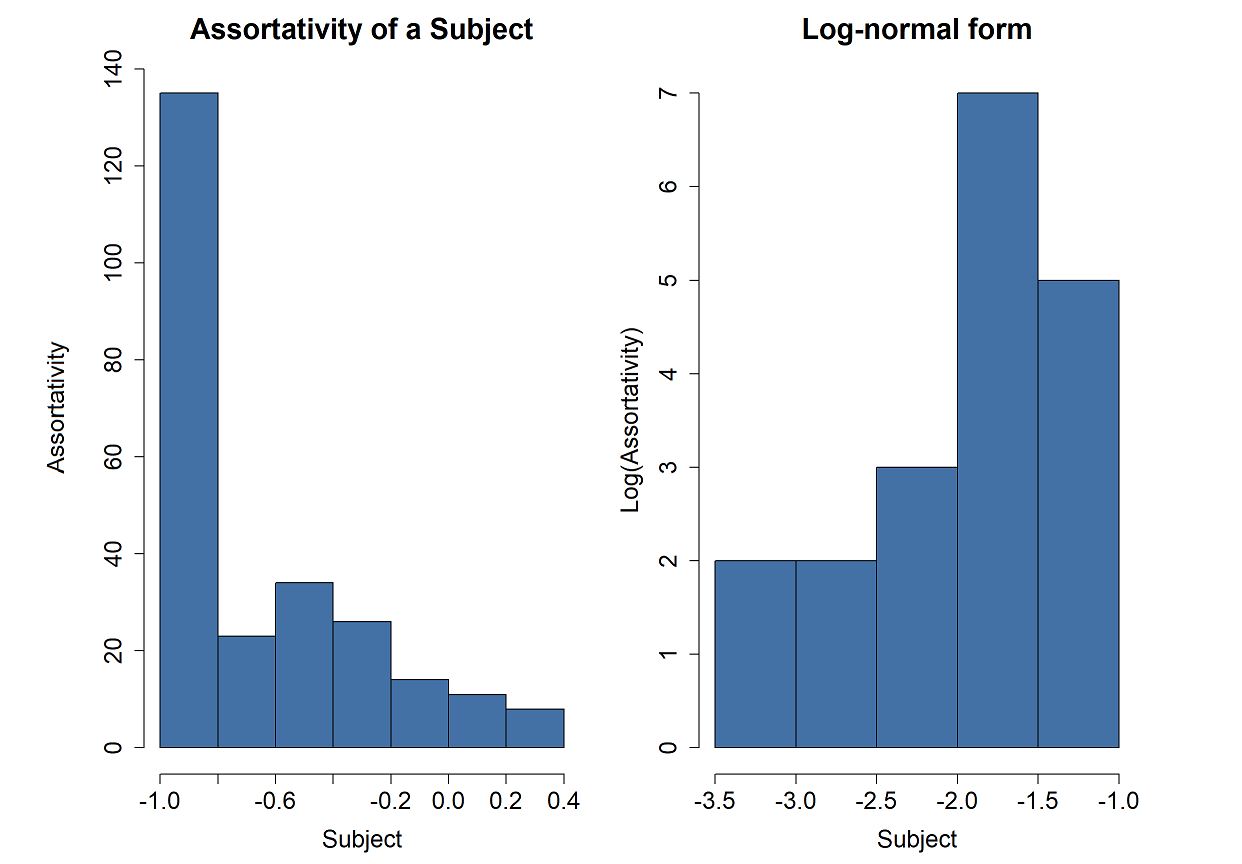 Assortativity of a Subject
Assortativity
140
120
100
80
60
40
20
0
-1.0 -0.6 -0.2 0.0 0.2 0.4
Subject
Log-normal form
Log(Assortativity)
7
6
5
4
3
2
1
0
-3.5 -3.0 -2.5 -2.0 -1.5 -1.0
Subject